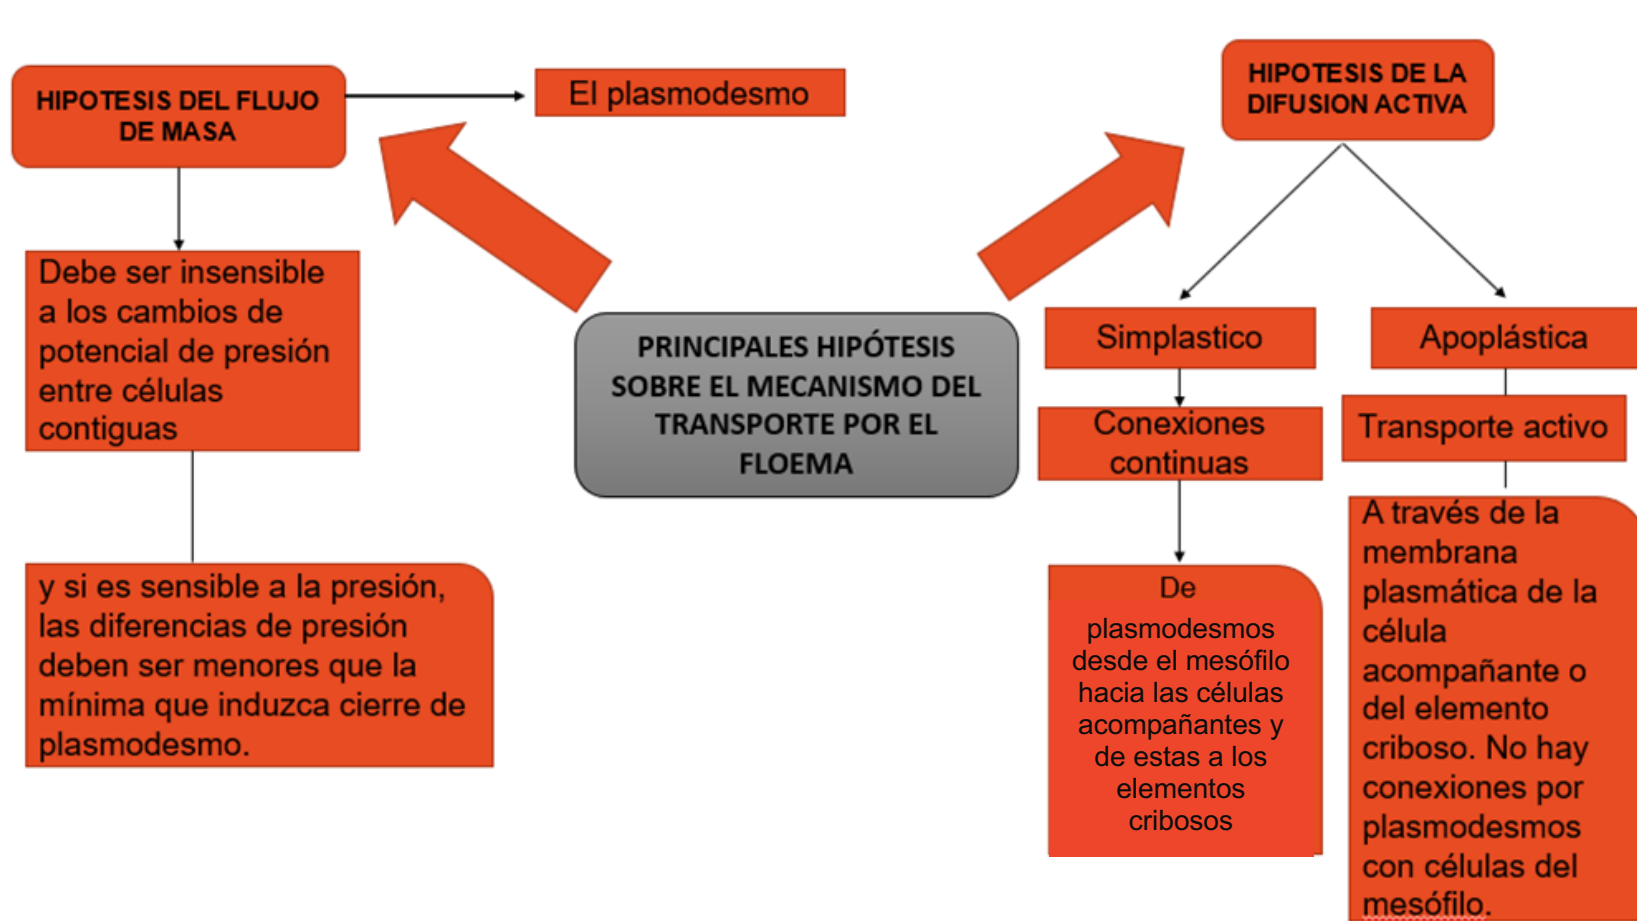 HIPOTESIS DEL FLUJO
DE MASA
El plasmodesmo
HIPOTESIS DE LA
DIFUSION ACTIVA
Debe ser insensible
a los cambios de
potencial de presión
entre células
contiguas
y si es sensible a la presión,
las diferencias de presión
deben ser menores que la
mínima que induzca cierre de
plasmodesmo.
PRINCIPALES HIPÓTESIS
SOBRE EL MECANISMO DEL
TRANSPORTE POR EL
FLOEMA
Simplastico
Conexiones
continuas
De
plasmodesmos
desde el mesófilo
hacia las células
acompañantes y
de estas a los
elementos
cribosos
Apoplástica
Transporte activo
A través de la
membrana
plasmática de la
célula
acompañante o
del elemento
criboso. No hay
conexiones por
plasmodesmos
con células del
mesófilo.